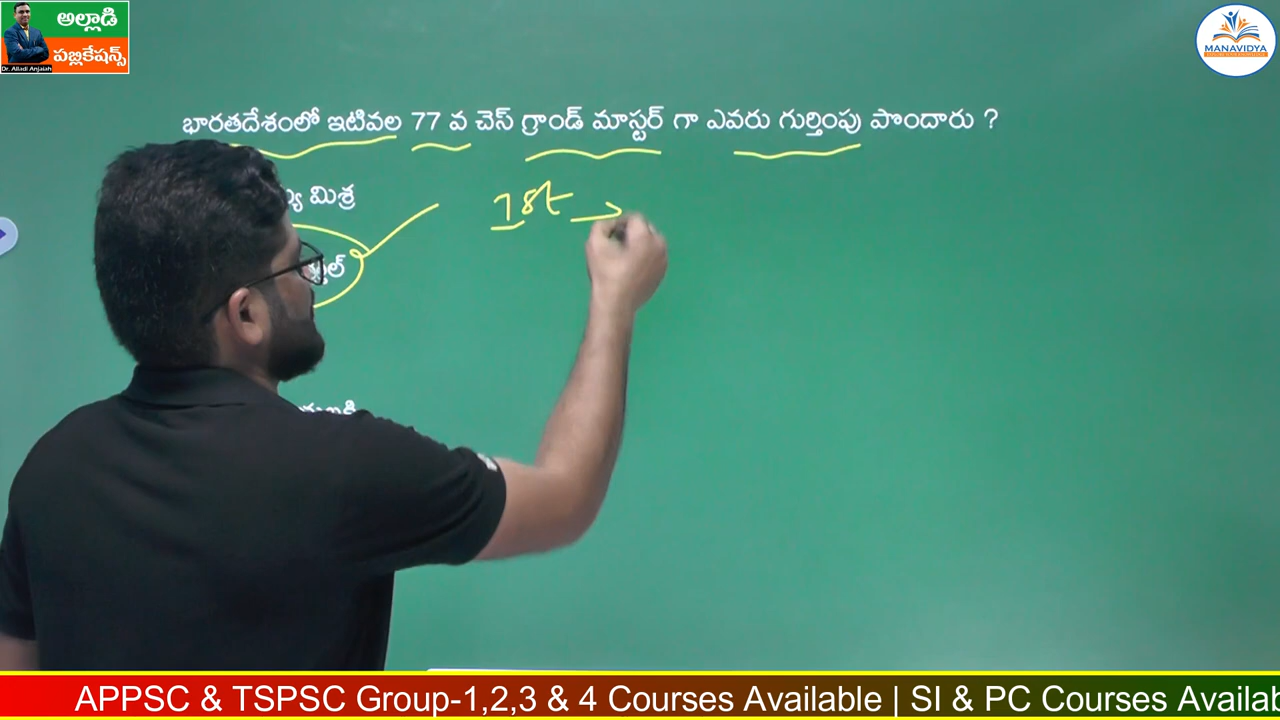 అల్లాడి
పబ్లికేషన్స్
Dr. Alladi Anjaiah
MANAVIDYA
భారతదేశంలో ఇటీవల 77 వ చెస్ గ్రాండ్ మాస్టర్ గా ఎవరు గుర్తింపు పొందారు ?
మిశ్ర
1st →
APPSC & TSPSC Group-1,2,3 & 4 Courses Available | SI & PC Courses Availab